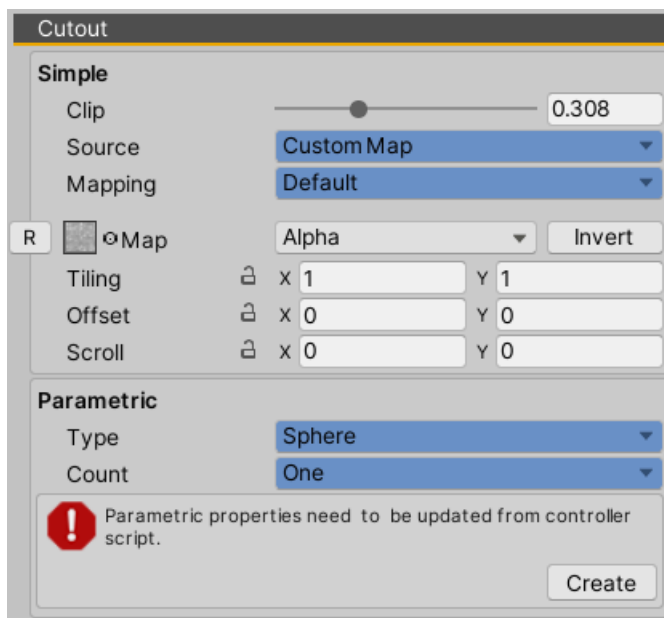 Cutout
Simple
Clip 0.308
Source Custom Map
Mapping Default
R Map Alpha Invert
Tiling X 1 Y 1
Offset X 0 Y 0
Scroll X 0 Y 0
Parametric
Type Sphere
Count One
Parametric properties need to be updated from controller
script.
Create